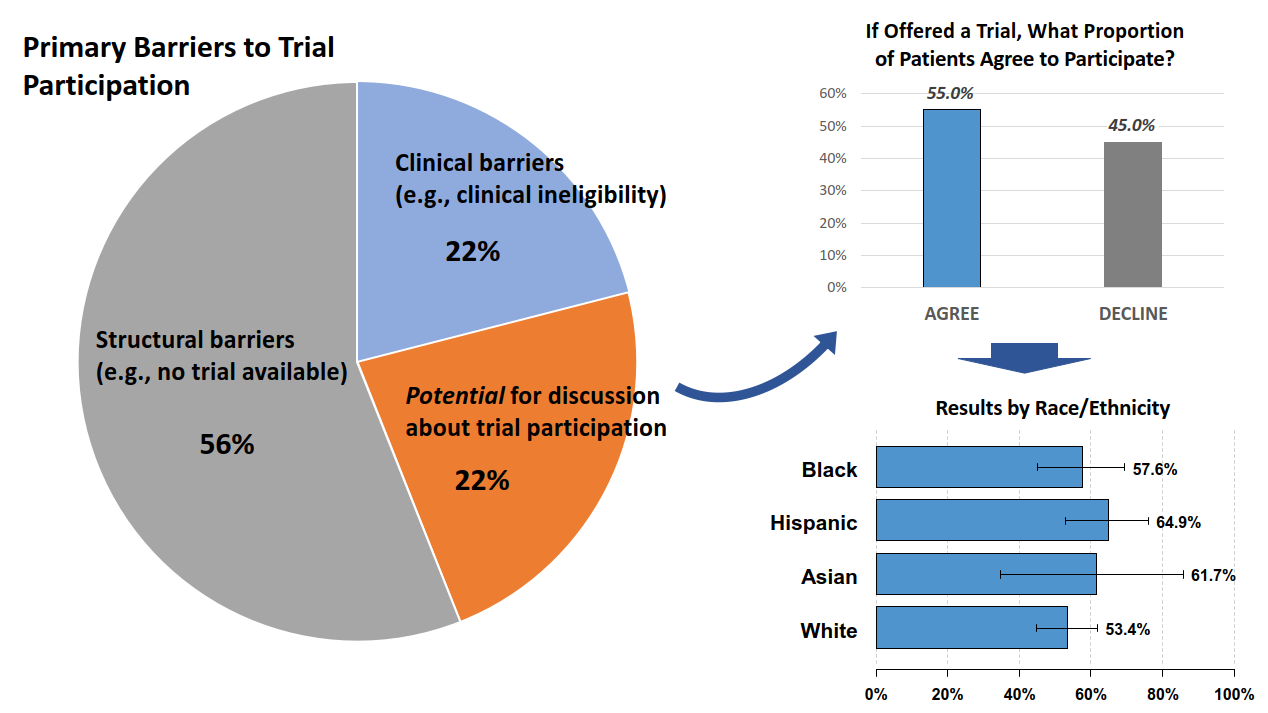 Primary Barriers to Trial
Participation
Clinical barriers
(e.g., clinical ineligibility)
22%
Structural barriers
(e.g., no trial available)
56%
Potential for discussion
about trial participation
22%
If Offered a Trial, What Proportion
of Patients Agree to Participate?
60%
50%
40%
30%
20%
10%
0%
55.0%
45.0%
AGREE
DECLINE
Results by Race/Ethnicity
Black
57.6%
Hispanic
64.9%
Asian
61.7%
White
53.4%
0%
20%
40%
60%
80%
100%